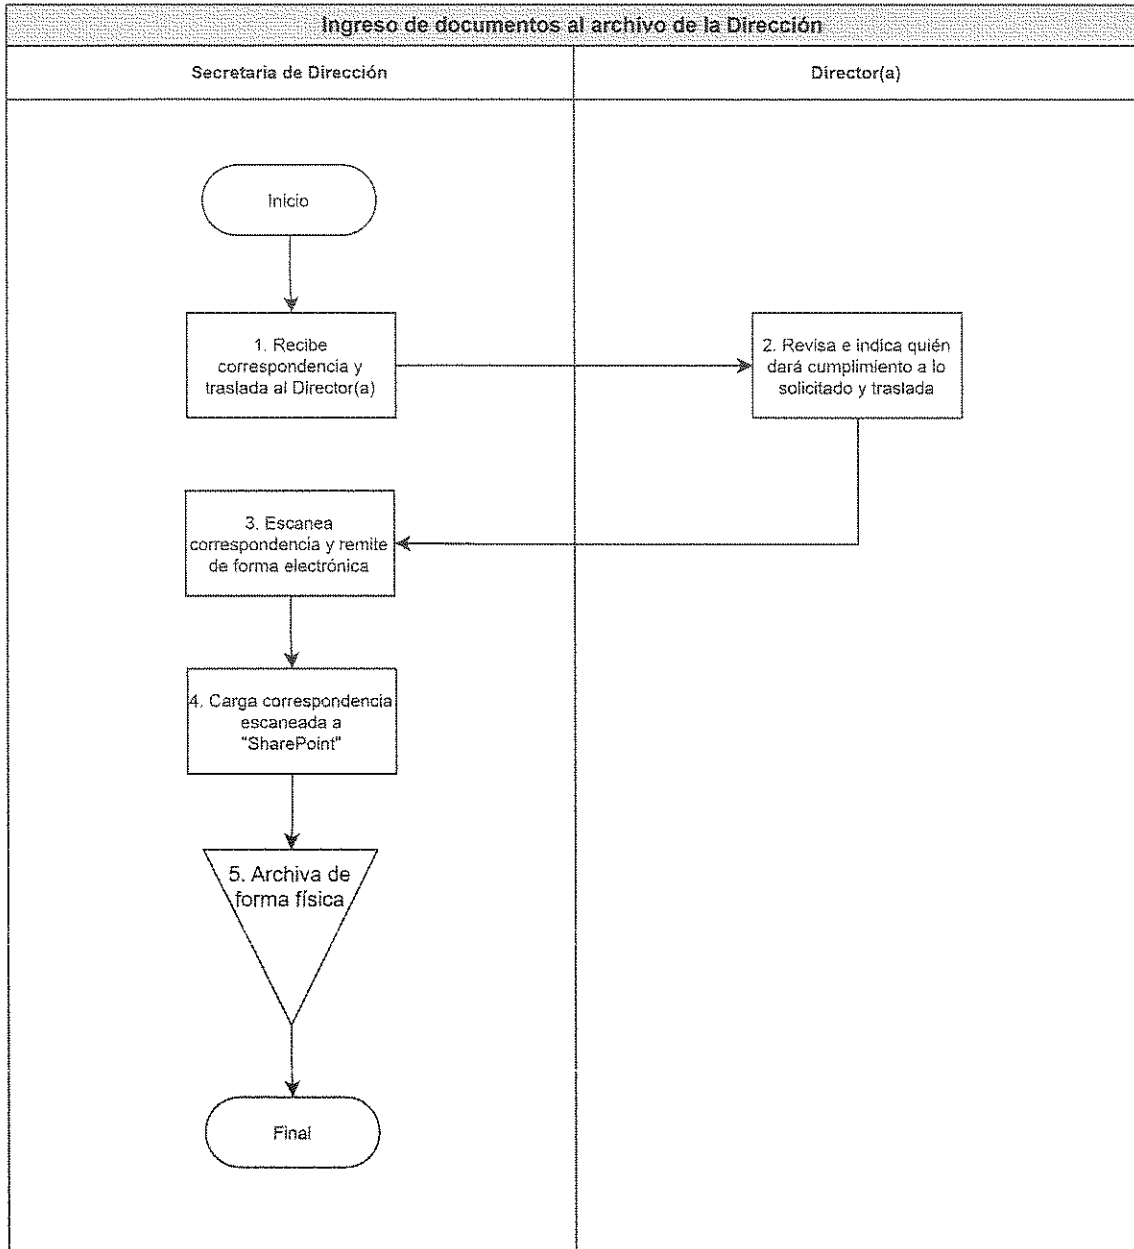 Ingreso de documentos al archivo de la Dirección
Secretaria de Dirección
Director(a)
Inicio
1. Recibe
correspondencia y
traslada al Director(a)
2. Revisa e indica quién
dará cumplimiento a lo
solicitado y traslada
3. Escanea
correspondencia y remite
de forma electrónica
4. Carga correspondencia
escaneada a
"SharePoint"
5. Archiva de
forma física
Final